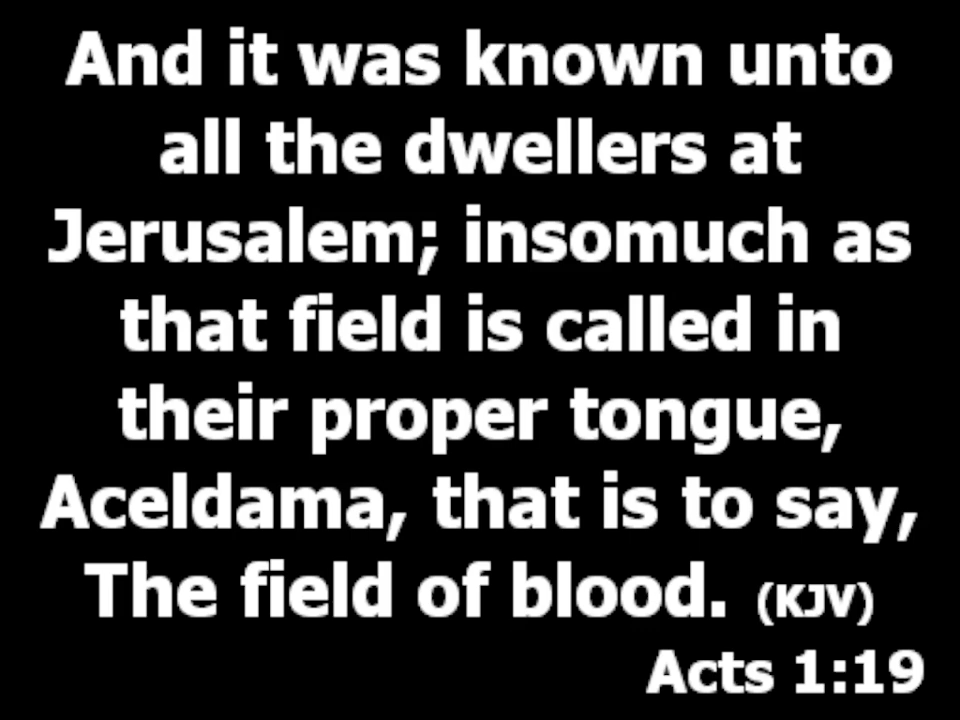 And it was known unto
all the dwellers at
Jerusalem; insomuch as
that field is called in
their proper tongue,
Aceldama, that is to say,
The field of blood. (KJV)
Acts 1:19